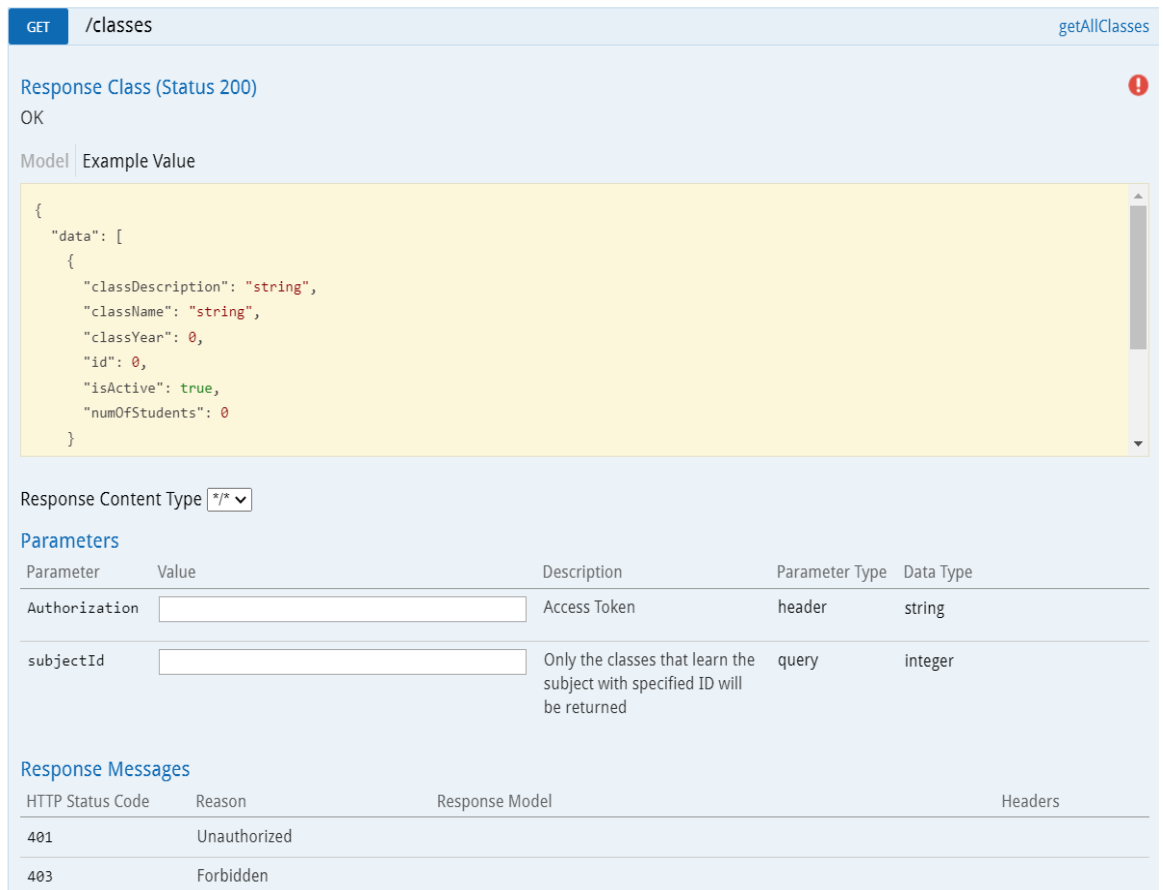 GET /classes getAllClasses
Response Class (Status 200)
OK
Model Example Value
{
  "data": [
    {
      "classDescription": "string",
      "className": "string",
      "classYear": 0,
      "id": 0,
      "isActive": true,
      "numOfStudents": 0
    }
Response Content Type */*
Parameters
Parameter Value Description Parameter Type Data Type
Authorization Access Token header string
subjectId Only the classes that learn the query integer
subject with specified ID will
be returned
Response Messages
HTTP Status Code Reason Response Model Headers
401 Unauthorized
403 Forbidden